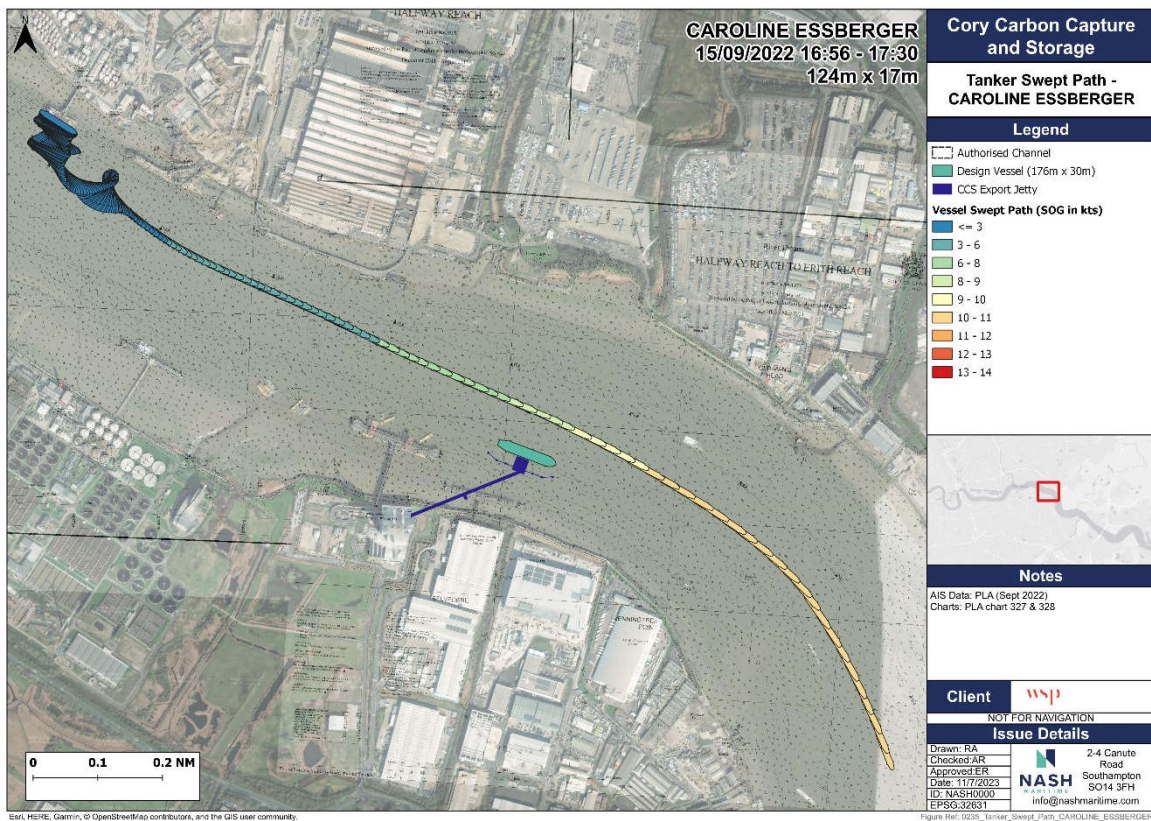 HALFWAY REACH
CAROLINE ESSBERGER
15/09/2022 16:56 - 17:30
124m x 17m
N
HALFWAY REACH TO ERITH REACH
BELVEDERE
POINT
0 0.1 0.2 NM
Esri, HERE, Garmin, © OpenStreetMap contributors, and the GIS user community.
Cory Carbon Capture
and Storage
Tanker Swept Path -
CAROLINE ESSBERGER
Legend
Authorised Channel
Design Vessel (176m x 30m)
CCS Export Jetty
Vessel Swept Path (SOG in kts)
<= 3
3 - 6
6 - 8
8 - 9
9 - 10
10 - 11
11 - 12
12 - 13
13 - 14
Notes
AIS Data: PLA (Sept 2022)
Charts: PLA chart 327 & 328
Client
wsp
NOT FOR NAVIGATION
Issue Details
Drawn: RA
Checked:AR
Approved:ER
Date: 11/7/2023
ID: NASH0000
EPSG:32631
NASH
MARITIME
2-4 Canute
Road
Southampton
SO14 3FH
info@nashmaritime.com
Figure Ref: 0235_Tanker_Swept_Path_CAROLINE_ESSBERGER